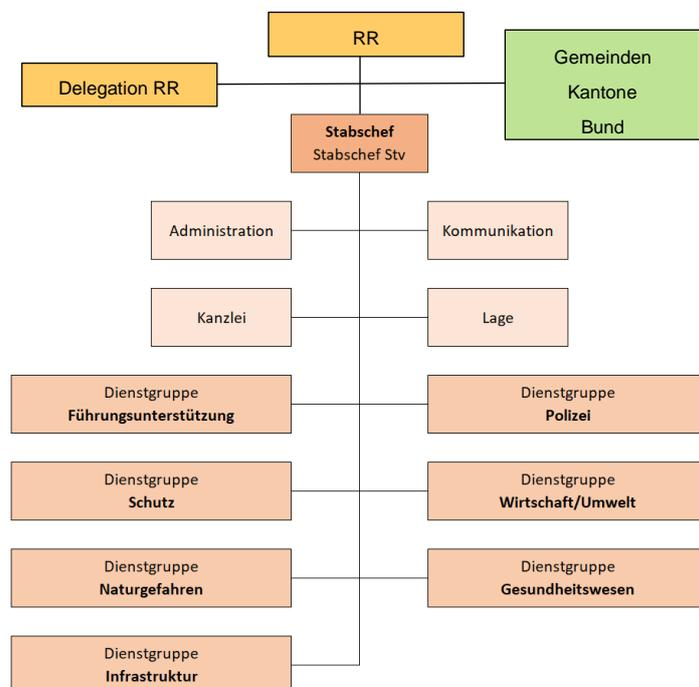 RR
Delegation RR
Gemeinden
Kantone
Bund
Stabschef
Stabschef Stv
Administration
Kommunikation
Kanzlei
Lage
Dienstgruppe
Führungsunterstützung
Dienstgruppe
Polizei
Dienstgruppe
Schutz
Dienstgruppe
Wirtschaft/Umwelt
Dienstgruppe
Naturgefahren
Dienstgruppe
Gesundheitswesen
Dienstgruppe
Infrastruktur